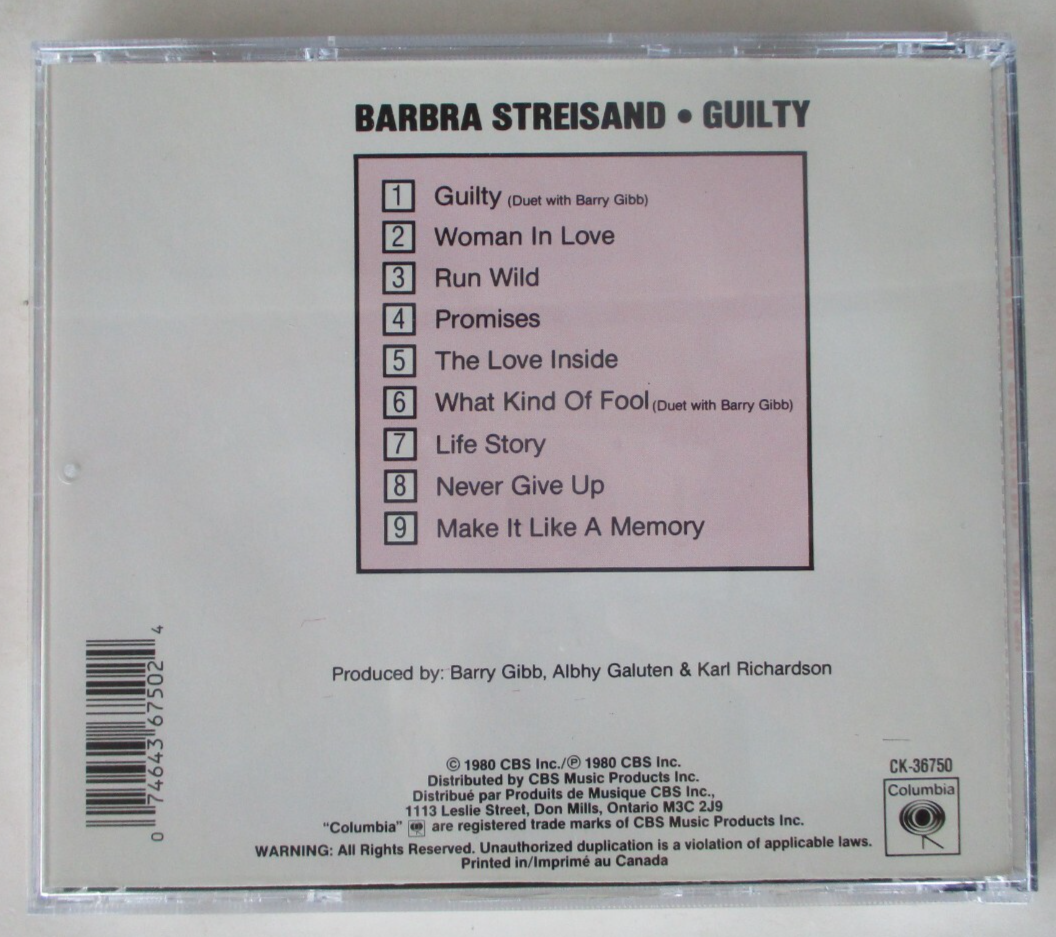 BARBRA STREISAND • GUILTY
1 Guilty (Duet with Barry Gibb)
2 Woman In Love
3 Run Wild
4 Promises
5 The Love Inside
6 What Kind Of Fool (Duet with Barry Gibb)
7 Life Story
8 Never Give Up
9 Make It Like A Memory
Produced by: Barry Gibb, Albhy Galuten & Karl Richardson
0 74643 67502 4
© 1980 CBS Inc./℗ 1980 CBS Inc.
Distributed by CBS Music Products Inc.
Distribué par Produits de Musique CBS Inc.,
1113 Leslie Street, Don Mills, Ontario M3C 2J9
"Columbia" are registered trade marks of CBS Music Products Inc.
WARNING: All Rights Reserved. Unauthorized duplication is a violation of applicable laws.
Printed in/Imprimé au Canada
CK-36750
Columbia